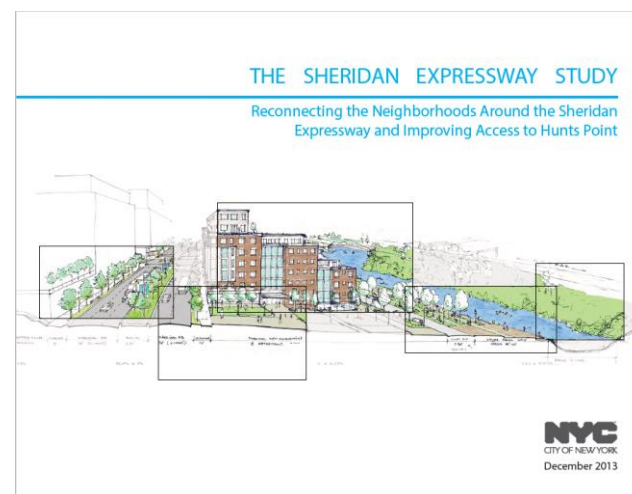 THE SHERIDAN EXPRESSWAY STUDY
Reconnecting the Neighborhoods Around the Sheridan
Expressway and Improving Access to Hunts Point
NYC
CITY OF NEW YORK
December 2013